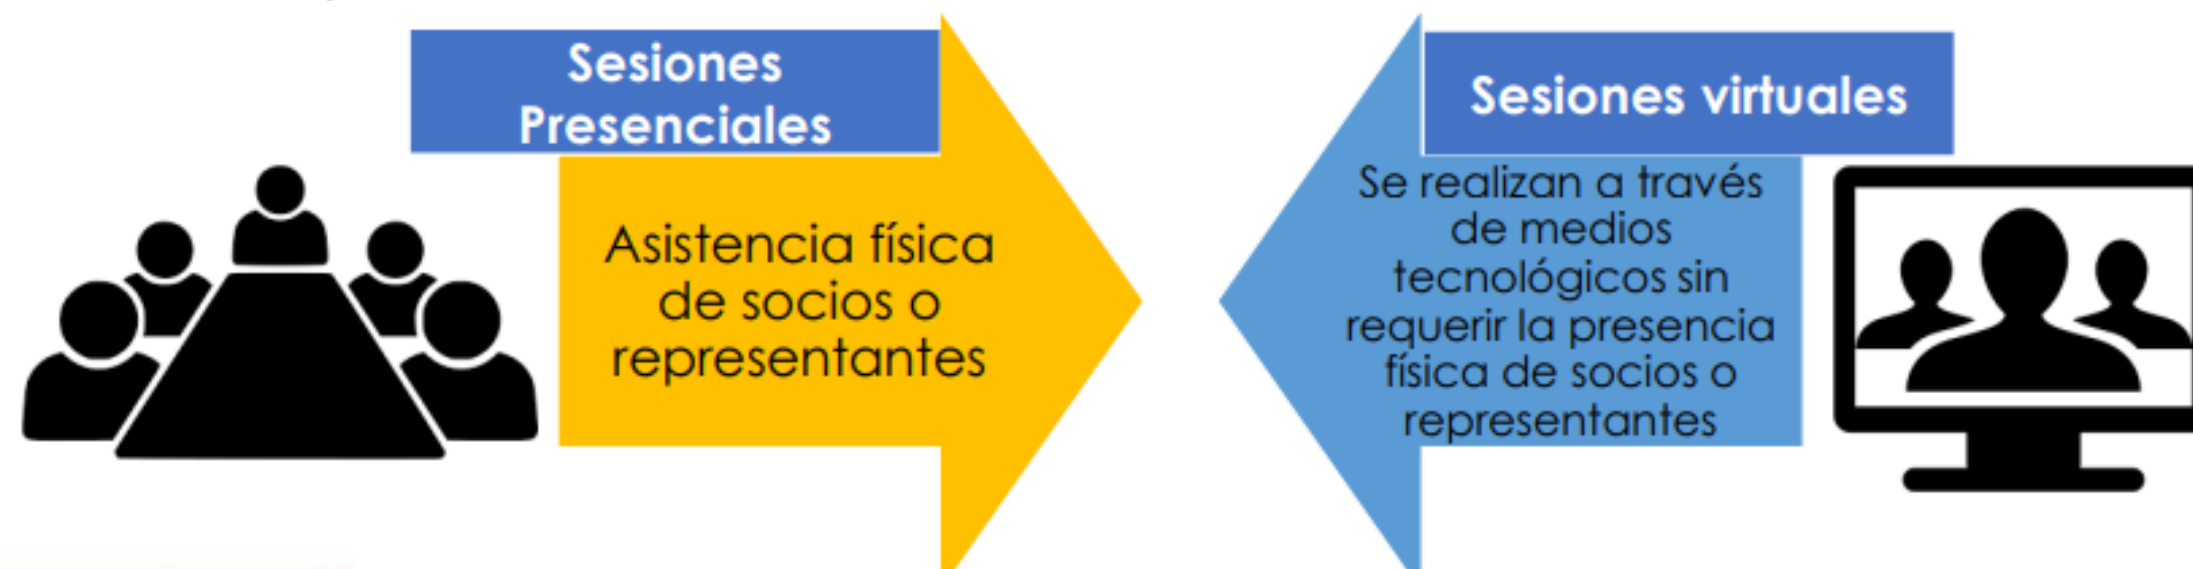 Sesiones
Presenciales
Asistencia física
de socios o
representantes
Sesiones virtuales
Se realizan a través
de medios
tecnológicos sin
requerir la presencia
física de socios o
representantes